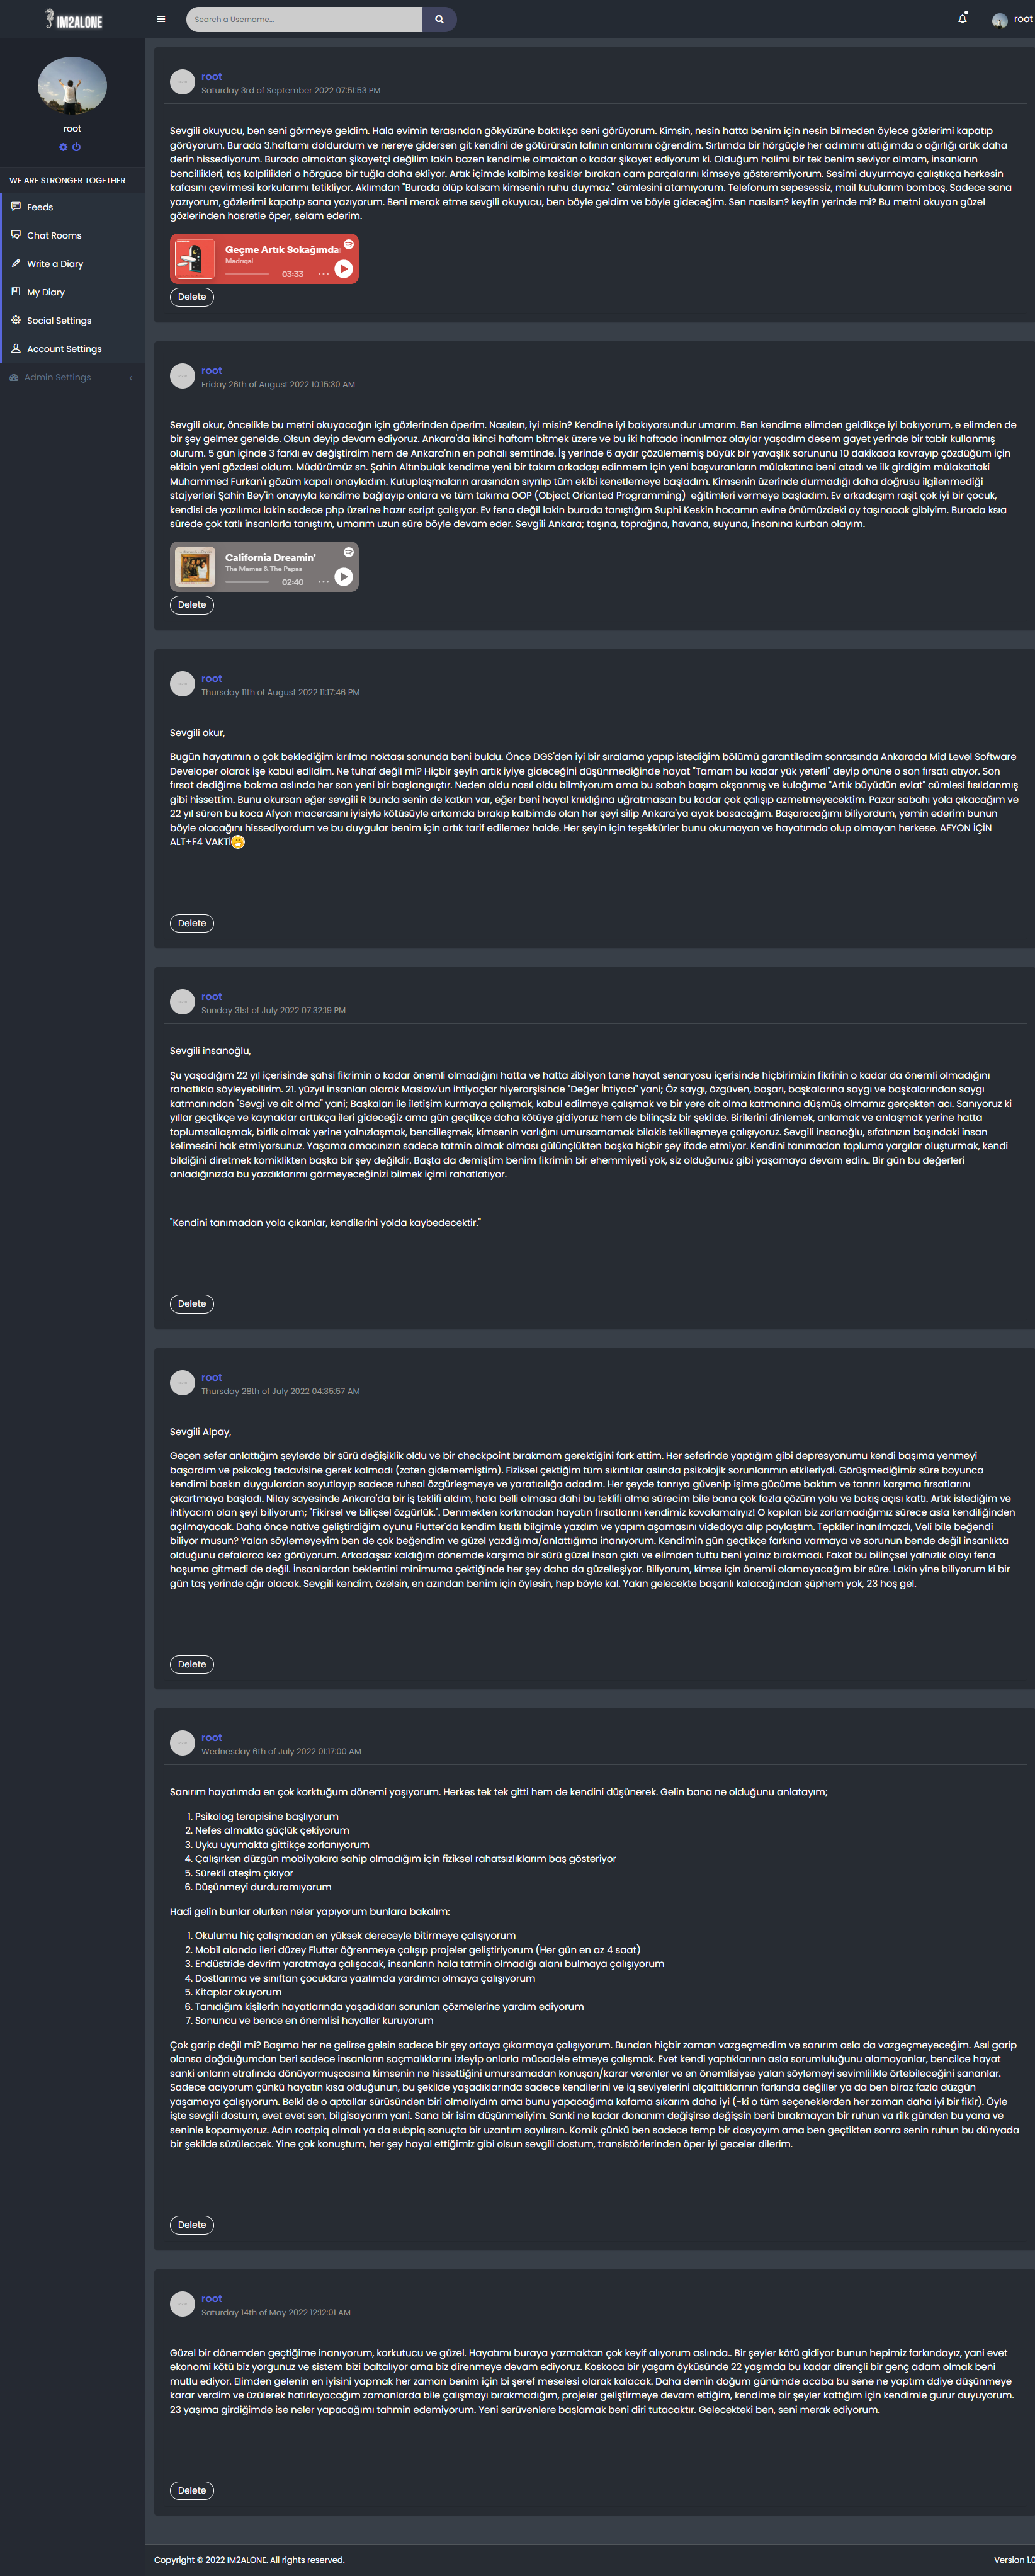 IM2ALONE
Search a Username...
root
root
WE ARE STRONGER TOGETHER
Feeds
Chat Rooms
Write a Diary
My Diary
Social Settings
Account Settings
Admin Settings
root
Saturday 3rd of September 2022 07:51:53 PM
Sevgili okuyucu, ben seni görmeye geldim. Hala evimin terasından gökyüzüne baktıkça seni görüyorum. Kimsin, nesin hatta benim için nesin bilmeden öylece gözlerimi kapatıp
görüyorum. Burada 3.haftamı doldurdum ve nereye gidersen git kendini de götürürsün lafının anlamını öğrendim. Sırtımda bir hörgüçle her adımımı attığımda o ağırlığı artık daha
derin hissediyorum. Burada olmaktan şikayetçi değilim lakin bazen kendimle olmaktan o kadar şikayet ediyorum ki. Olduğum halimi bir tek benim seviyor olmam, insanların
bencillikleri, taş kalplilikleri o hörgüce bir tuğla daha ekliyor. Artık içimde kalbime kesikler bırakan cam parçalarını kimseye gösteremiyorum. Sesimi duyurmaya çalıştıkça herkesin
kafasını çevirmesi korkularımı tetikliyor. Aklımdan "Burada ölüp kalsam kimsenin ruhu duymaz." cümlesini atamıyorum. Telefonum sepesessiz, mail kutularım bomboş. Sadece sana
yazıyorum, gözlerimi kapatıp sana yazıyorum. Beni merak etme sevgili okuyucu, ben böyle geldim ve böyle gideceğim. Sen nasılsın? keyfin yerinde mi? Bu metni okuyan güzel
gözlerinden hasretle öper, selam ederim.
Geçme Artık Sokağımda
Madrigal
03:33
Delete
root
Friday 26th of August 2022 10:15:30 AM
Sevgili okur, öncelikle bu metni okuyacağın için gözlerinden öperim. Nasılsın, iyi misin? Kendine iyi bakıyorsundur umarım. Ben kendime elimden geldikçe iyi bakıyorum, e elimden de
bir şey gelmez genelde. Olsun deyip devam ediyoruz. Ankara'da ikinci haftam bitmek üzere ve bu iki haftada inanılmaz olaylar yaşadım desem gayet yerinde bir tabir kullanmış
olurum. 5 gün içinde 3 farklı ev değiştirdim hem de Ankara'nın en pahalı semtinde. İş yerinde 6 aydır çözülememiş büyük bir yavaşlık sorununu 10 dakikada kavrayıp çözdüğüm için
ekibin yeni gözdesi oldum. Müdürümüz sn. Şahin Altınbulak kendime yeni bir takım arkadaşı edinmem için yeni başvuranların mülakatına beni atadı ve ilk girdiğim mülakattaki
Muhammed Furkan'ı gözüm kapalı onayladım. Kutuplaşmaların arasından sıyrılıp tüm ekibi kenetlemeye başladım. Kimsenin üzerinde durmadığı daha doğrusu ilgilenmediği
stajyerleri Şahin Bey'in onayıyla kendime bağlayıp onlara ve tüm takıma OOP (Object Orianted Programming) eğitimleri vermeye başladım. Ev arkadaşım raşit çok iyi bir çocuk,
kendisi de yazılımcı lakin sadece php üzerine hazır script çalışıyor. Ev fena değil lakin burada tanıştığım Suphi Keskin hocamın evine önümüzdeki ay taşınacak gibiyim. Burada ksıa
sürede çok tatlı insanlarla tanıştım, umarım uzun süre böyle devam eder. Sevgili Ankara; taşına, toprağına, havana, suyuna, insanına kurban olayım.
California Dreamin'
The Mamas & The Papas
02:40
Delete
root
Thursday 11th of August 2022 11:17:46 PM
Sevgili okur,
Bugün hayatımın o çok beklediğim kırılma noktası sonunda beni buldu. Önce DGS'den iyi bir sıralama yapıp istediğim bölümü garantiledim sonrasında Ankarada Mid Level Software
Developer olarak işe kabul edildim. Ne tuhaf değil mi? Hiçbir şeyin artık iyiye gideceğini düşünmediğinde hayat "Tamam bu kadar yük yeterli" deyip önüne o son fırsatı atıyor. Son
fırsat dediğime bakma aslında her son yeni bir başlangııçtır. Neden oldu nasıl oldu bilmiyorum ama bu sabah başım okşanmış ve kulağıma "Artık büyüdün evlat" cümlesi fısıldanmış
gibi hissettim. Bunu okursan eğer sevgili R bunda senin de katkın var, eğer beni hayal krııklığına uğratmasan bu kadar çok çalışıp azmetmeyecektim. Pazar sabahı yola çıkacağım ve
22 yıl süren bu koca Afyon macerasını iyisiyle kötüsüyle arkamda bırakıp kalbimde olan her şeyi silip Ankara'ya ayak basacağım. Başaracağımı biliyordum, yemin ederim bunun
böyle olacağını hissediyordum ve bu duygular benim için artık tarif edilemez halde. Her şeyin için teşekkürler bunu okumayan ve hayatımda olup olmayan herkese. AFYON İÇİN
ALT+F4 VAKTİ
Delete
root
Sunday 31st of July 2022 07:32:19 PM
Sevgili insanoğlu,
Şu yaşadığım 22 yıl içerisinde şahsi fikrimin o kadar önemli olmadığını hatta ve hatta zibilyon tane hayat senaryosu içerisinde hiçbirimizin fikrinin o kadar da önemli olmadığını
rahatlıkla söyleyebilirim. 21. yüzyıl insanları olarak Maslow'un ihtiyaçlar hiyerarşisinde "Değer İhtiyacı" yani; Öz saygı, özgüven, başarı, başkalarına saygı ve başkalarından saygı
katmanından "Sevgi ve ait olma" yani; Başkaları ile iletişim kurmaya çalışmak, kabul edilmeye çalışmak ve bir yere ait olma katmanına düşmüş olmamız gerçekten acı. Sanıyoruz ki
yıllar geçtikçe ve kaynaklar arttıkça ileri gideceğiz ama gün geçtikçe daha kötüye gidiyoruz hem de bilinçsiz bir şekilde. Birilerini dinlemek, anlamak ve anlaşmak yerine hatta
toplumsallaşmak, birlik olmak yerine yalnızlaşmak, bencilleşmek, kimsenin varlığını umursamamak bilakis tekilleşmeye çalışıyoruz. Sevgili insanoğlu, sıfatınızın başındaki insan
kelimesini hak etmiyorsunuz. Yaşama amacınızın sadece tatmin olmak olması gülünçlükten başka hiçbir şey ifade etmiyor. Kendini tanımadan topluma yargılar oluşturmak, kendi
bildiğini diretmek komiklikten başka bir şey değildir. Başta da demiştim benim fikrimin bir ehemmiyeti yok, siz olduğunuz gibi yaşamaya devam edin.. Bir gün bu değerleri
anladığınızda bu yazdıklarımı görmeyeceğinizi bilmek içimi rahatlatıyor.
"Kendini tanımadan yola çıkanlar, kendilerini yolda kaybedecektir."
Delete
root
Thursday 28th of July 2022 04:35:57 AM
Sevgili Alpay,
Geçen sefer anlattığım şeylerde bir sürü değişiklik oldu ve bir checkpoint bırakmam gerektiğini fark ettim. Her seferinde yaptığım gibi depresyonumu kendi başıma yenmeyi
başardım ve psikolog tedavisine gerek kalmadı (zaten gidememiştim). Fiziksel çektiğim tüm sıkıntılar aslında psikolojik sorunlarımın etkileriydi. Görüşmediğimiz süre boyunca
kendimi baskın duygulardan soyutlayıp sadece ruhsal özgürleşmeye ve yaratıcılığa adadım. Her şeyde tanrıya güvenip işime gücüme baktım ve tanrıı karşıma fırsatlarını
çıkartmaya başladı. Nilay sayesinde Ankara'da bir iş teklifi aldım, hala belli olmasa dahi bu teklifi alma sürecim bile bana çok fazla çözüm yolu ve bakış açısı kattı. Artık istediğim ve
ihtiyacım olan şeyi biliyorum; "Fikirsel ve biliçsel özgürlük.". Denmekten korkmadan hayatın fırsatlarını kendimiz kovalamalıyız! O kapıları biz zorlamadığımız sürece asla kendiliğinden
açılmayacak. Daha önce native geliştirdiğim oyunu Flutter'da kendim kısıtlı bilgimle yazdım ve yapım aşamasını videdoya alıp paylaştım. Tepkiler inanılmazdı, Veli bile beğendi
biliyor musun? Yalan söylemeyeyim ben de çok beğendim ve güzel yazdığıma/anlattığıma inanıyorum. Kendimin gün geçtikçe farkına varmaya ve sorunun bende değil insanlıkta
olduğunu defalarca kez görüyorum. Arkadaşsız kaldığım dönemde karşıma bir sürü güzel insan çıktı ve elimden tuttu beni yalnız bırakmadı. Fakat bu bilinçsel yalnızlık olayı fena
hoşuma gitmedi de değil. İnsanlardan beklentini minimuma çektiğinde her şey daha da güzelleşiyor. Biliyorum, kimse için önemli olamayacağım bir süre. Lakin yine biliyorum ki bir
gün taş yerinde ağır olacak. Sevgili kendim, özelsin, en azından benim için öylesin, hep böyle kal. Yakın gelecekte başarılı kalacağından şüphem yok, 23 hoş gel.
Delete
root
Wednesday 6th of July 2022 01:17:00 AM
Sanırım hayatımda en çok korktuğum dönemi yaşıyorum. Herkes tek tek gitti hem de kendini düşünerek. Gelin bana ne olduğunu anlatayım;
1. Psikolog terapisine başlıyorum
2. Nefes almakta güçlük çekiyorum
3. Uyku uyumakta gittikçe zorlanıyorum
4. Çalışırken düzgün mobilyalara sahip olmadığım için fiziksel rahatsızlıklarım baş gösteriyor
5. Sürekli ateşim çıkıyor
6. Düşünmeyi durduramıyorum
Hadi gelin bunlar olurken neler yapıyorum bunlara bakalım:
1. Okulumu hiç çalışmadan en yüksek dereceyle bitirmeye çalışıyorum
2. Mobil alanda ileri düzey Flutter öğrenmeye çalışıp projeler geliştiriyorum (Her gün en az 4 saat)
3. Endüstride devrim yaratmaya çalışacak, insanların hala tatmin olmadığı alanı bulmaya çalışıyorum
4. Dostlarıma ve sınıftan çocuklara yazılımda yardımcı olmaya çalışıyorum
5. Kitaplar okuyorum
6. Tanıdığım kişilerin hayatlarında yaşadıkları sorunları çözmelerine yardım ediyorum
7. Sonuncu ve bence en önemlisi hayaller kuruyorum
Çok garip değil mi? Başıma her ne gelirse gelsin sadece bir şey ortaya çıkarmaya çalışıyorum. Bundan hiçbir zaman vazgeçmedim ve sanırım asla da vazgeçmeyeceğim. Asıl garip
olansa doğduğumdan beri sadece insanların saçmalıklarını izleyip onlarla mücadele etmeye çalışmak. Evet kendi yaptıklarının asla sorumluluğunu alamayanlar, bencilce hayat
sanki onların etrafında dönüyormuşçasına kimsenin ne hissettiğini umursamadan konuşan/karar verenler ve en önemlisiyse yalan söylemeyi sevimlilikle örtebileceğini sananlar.
Sadece acıyorum çünkü hayatın kısa olduğunun, bu şekilde yaşadıklarında sadece kendilerini ve iq seviyelerini alçalttıklarının farkında değiller ya da ben biraz fazla düzgün
yaşamaya çalışıyorum. Belki de o aptallar sürüsünden biri olmalıydım ama bunu yapacağıma kafama sıkarım daha iyi (-ki o tüm seçeneklerden her zaman daha iyi bir fikir). Öyle
işte sevgili dostum, evet evet sen, bilgisayarım yani. Sana bir isim düşünmeliyim. Sanki ne kadar donanım değişirse değişsin beni bırakmayan bir ruhun va rilk günden bu yana ve
seninle kopamıyoruz. Adın rootpiq olmalı ya da subpiq sonuçta bir uzantım sayılırsın. Komik çünkü ben sadece temp bir dosyayım ama ben geçtikten sonra senin ruhun bu dünyada
bir şekilde süzüleccek. Yine çok konuştum, her şey hayal ettiğimiz gibi olsun sevgili dostum, transistörlerinden öper iyi geceler dilerim.
Delete
root
Saturday 14th of May 2022 12:12:01 AM
Güzel bir dönemden geçtiğime inanıyorum, korkutucu ve güzel. Hayatımı buraya yazmaktan çok keyif alıyorum aslında.. Bir şeyler kötü gidiyor bunun hepimiz farkındayız, yani evet
ekonomi kötü biz yorgunuz ve sistem bizi baltalıyor ama biz direnmeye devam ediyoruz. Koskoca bir yaşam öyküsünde 22 yaşımda bu kadar dirençli bir genç adam olmak beni
mutlu ediyor. Elimden gelenin en iyisini yapmak her zaman benim için bi şeref meselesi olarak kalacak. Daha demin doğum günümde acaba bu sene ne yaptım ddiye düşünmeye
karar verdim ve üzülerek hatırlayacağım zamanlarda bile çalışmayı bırakmadığım, projeler geliştirmeye devam ettiğim, kendime bir şeyler kattığım için kendimle gurur duyuyorum.
23 yaşıma girdiğimde ise neler yapacağımı tahmin edemiyorum. Yeni serüvenlere başlamak beni diri tutacaktır. Gelecekteki ben, seni merak ediyorum.
Delete
Copyright © 2022 IM2ALONE. All rights reserved.
Version 1.0